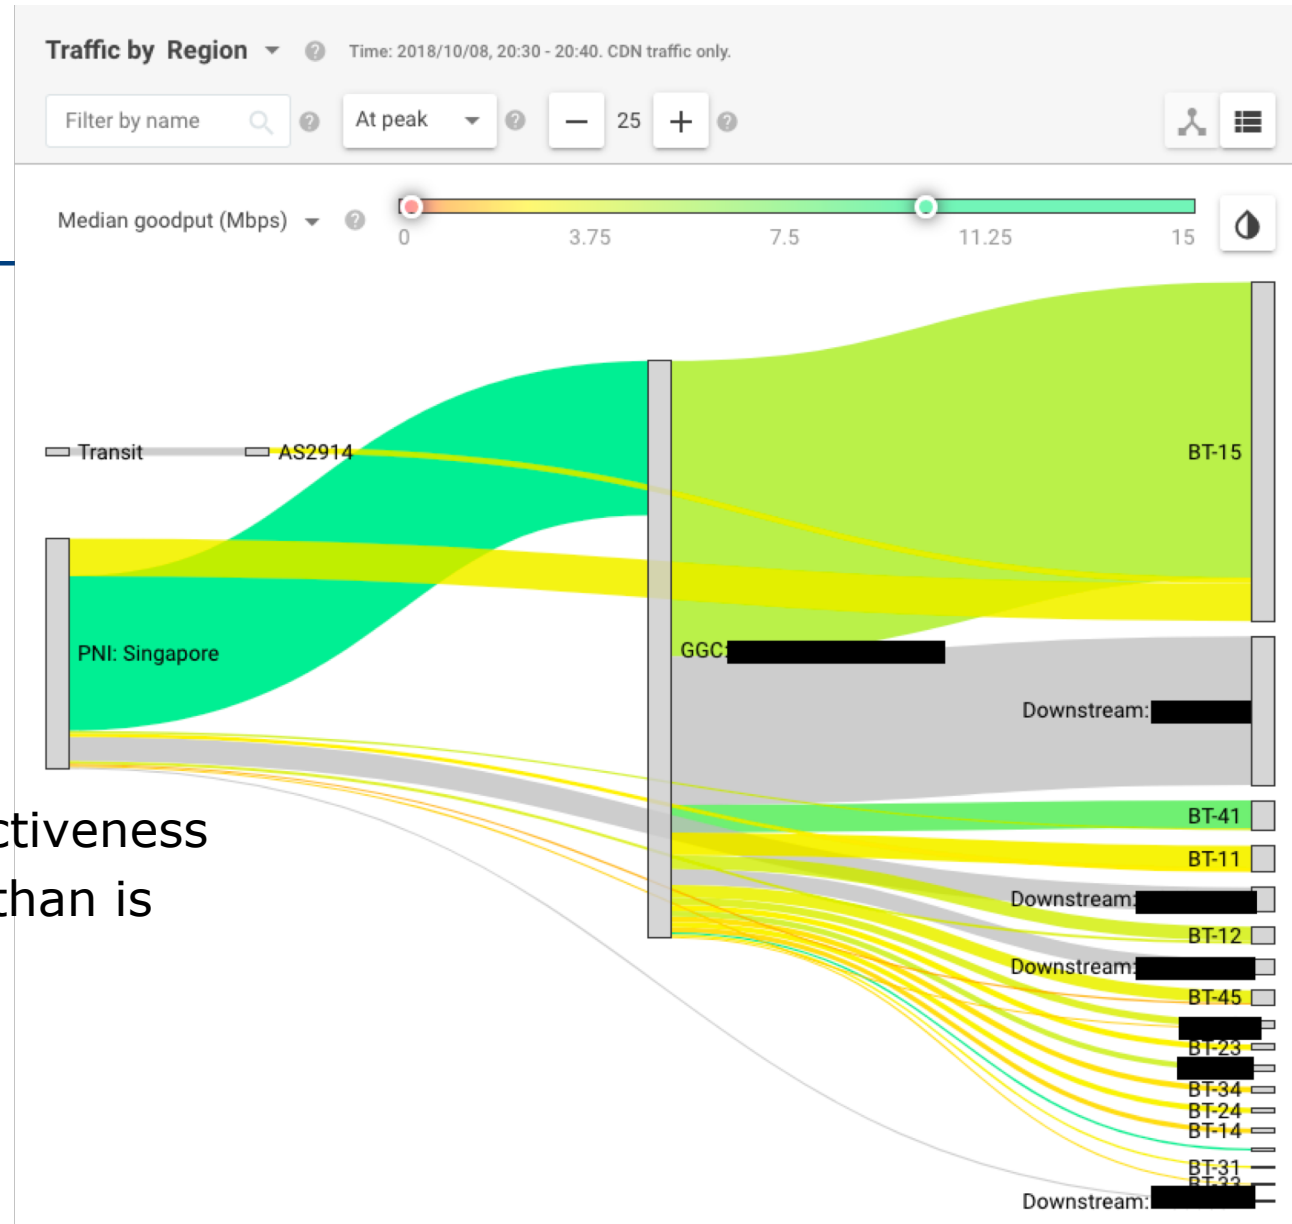 Traffic by Region
Time: 2018/10/08, 20:30 - 20:40. CDN traffic only.
Filter by name
At peak
25
Median goodput (Mbps)
0 3.75 7.5 11.25 15
Transit
AS2914
BT-15
PNI: Singapore
GGC:
Downstream:
ctiveness
BT-41
BT-11
than is
Downstream:
BT-12
Downstream:
BT-45
BT-23
BT-34
BT-24
BT-14
BT-31
BT-33
Downstream: